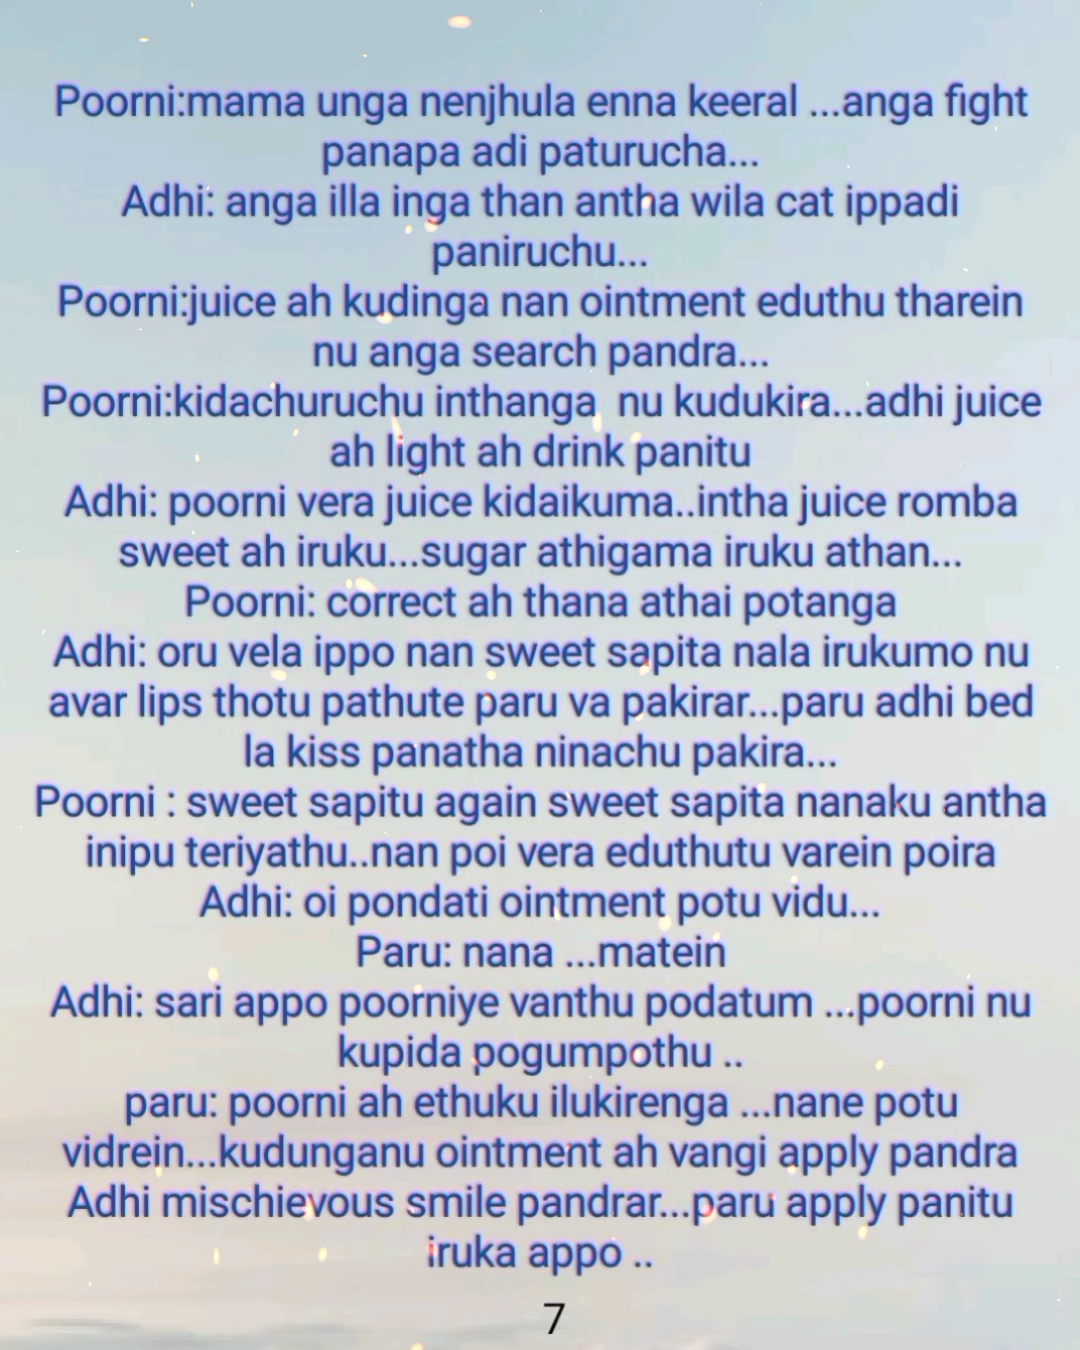 Poorni:mama unga nenjhula enna keeral ...anga fight
panapa adi paturucha...
Adhi: anga illa inga than antha wila cat ippadi
paniruchu...
Poorni:juice ah kudinga nan ointment eduthu tharein
nu anga search pandra...
Poorni:kidachuruchu inthanga  nu kudukira...adhi juice
ah light ah drink panitu
Adhi: poorni vera juice kidaikuma..intha juice romba
sweet ah iruku...sugar athigama iruku athan...
Poorni: correct ah thana athai potanga
Adhi: oru vela ippo nan sweet sapita nala irukumo nu
avar lips thotu pathute paru va pakirar...paru adhi bed
la kiss panatha ninachu pakira...
Poorni : sweet sapitu again sweet sapita nanaku antha
inipu teriyathu..nan poi vera eduthutu varein poira
Adhi: oi pondati ointment potu vidu...
Paru: nana ...matein
Adhi: sari appo poorniye vanthu podatum ...poorni nu
kupida pogumpothu ..
paru: poorni ah ethuku ilukirenga ...nane potu
vidrein...kudunganu ointment ah vangi apply pandra
Adhi mischievous smile pandrar...paru apply panitu
iruka appo ..
7